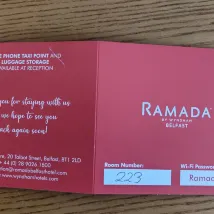 PHONE TAXI POINT AND
LUGGAGE STORAGE
AVAILABLE AT RECEPTION
you for staying with us
we hope to see you
back again soon!
20 Talbot Street, Belfast, BT1 2LD
+44 (0) 28 9026 1800
www.wyndhamhotels.com
RAMADA
BY WYNDHAM
BELFAST
Room Number:
223
Wi-Fi Passwo
Ramad